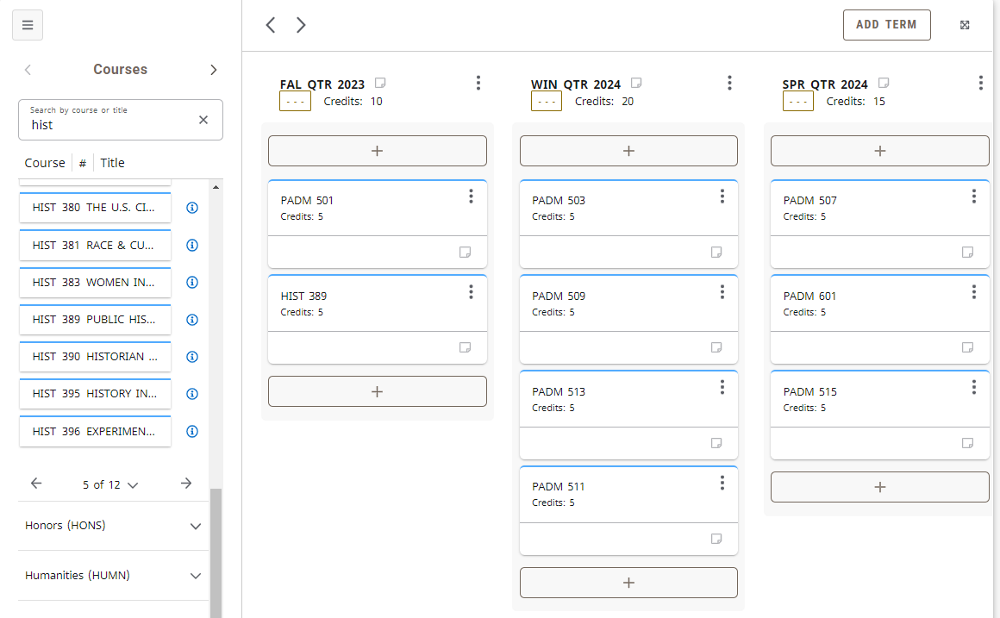 ADD TERM
Courses
Search by course or title
hist
Course # Title
HIST 380 THE U.S. CI...
HIST 381 RACE & CU...
HIST 383 WOMEN IN...
HIST 389 PUBLIC HIS...
HIST 390 HISTORIAN ...
HIST 395 HISTORY IN...
HIST 396 EXPERIMEN...
5 of 12
Honors (HONS)
Humanities (HUMN)
FAL QTR 2023
--- Credits: 10
PADM 501
Credits: 5
HIST 389
Credits: 5
WIN QTR 2024
--- Credits: 20
PADM 503
Credits: 5
PADM 509
Credits: 5
PADM 513
Credits: 5
PADM 511
Credits: 5
SPR QTR 2024
--- Credits: 15
PADM 507
Credits: 5
PADM 601
Credits: 5
PADM 515
Credits: 5